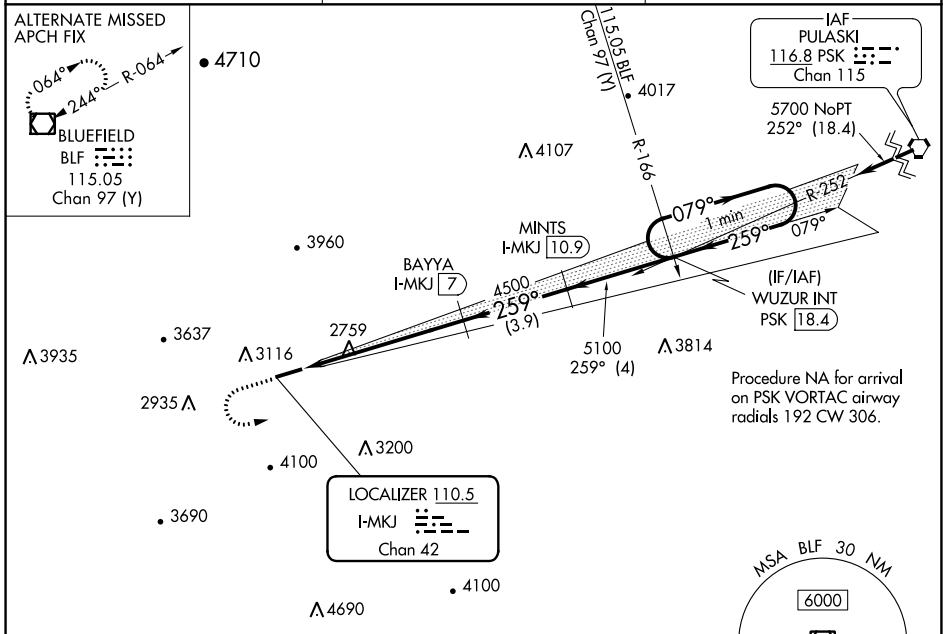 ALTERNATE MISSED
APCH FIX
064°
244°
R-064
BLUEFIELD
BLF
115.05
Chan 97 (Y)
4710
115.05 BLF
Chan 97 (Y)
R-166
4017
IAF
PULASKI
116.8 PSK
Chan 115
5700 NoPT
252° (18.4)
4107
079°
1 min
R-252
259°
079°
3960
MINTS
I-MKJ 10.9
BAYYA
I-MKJ 7
4500
259°
(3.9)
(IF/IAF)
WUZUR INT
PSK 18.4
3637
3935
3116
2759
5100
259° (4)
3814
2935
Procedure NA for arrival
on PSK VORTAC airway
radials 192 CW 306.
3200
4100
3690
LOCALIZER 110.5
I-MKJ
Chan 42
4100
4690
MSA BLF 30 NM
6000